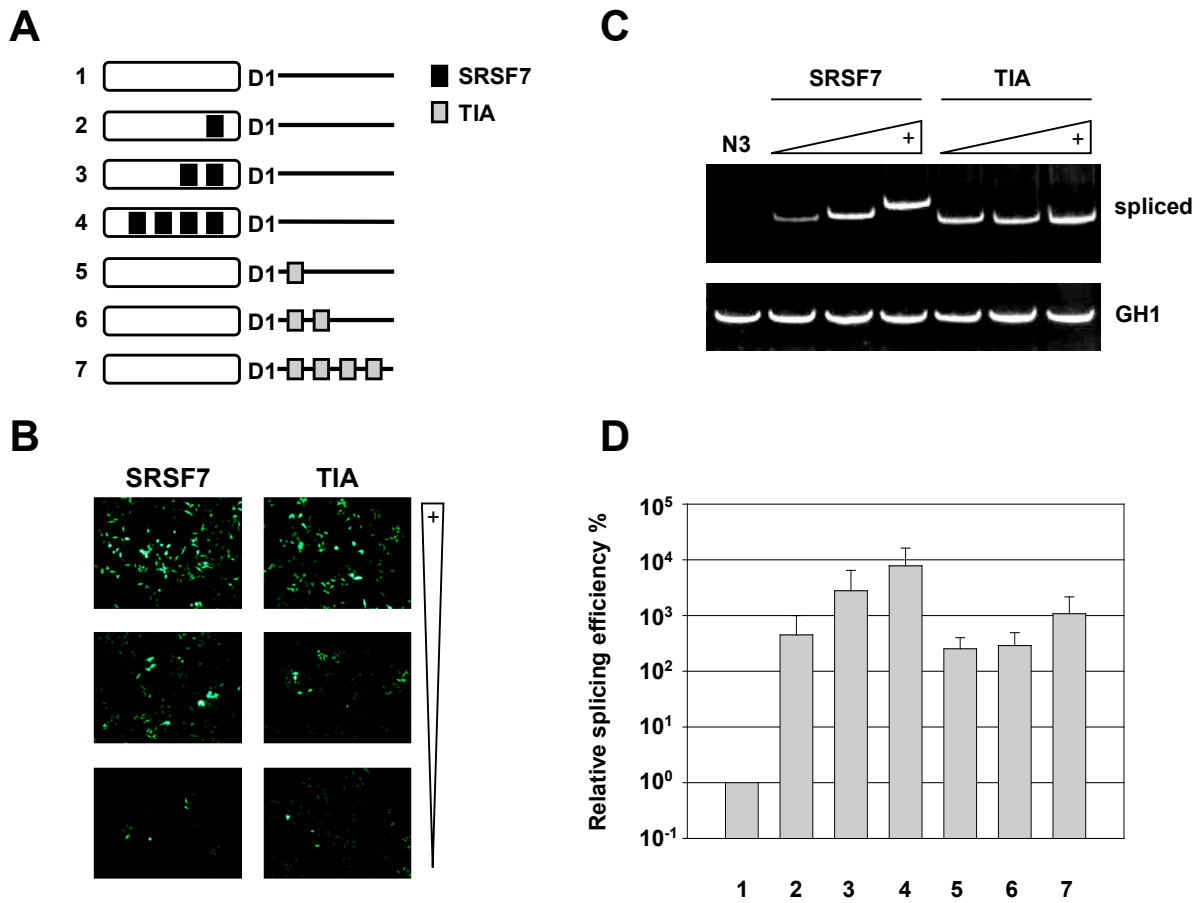 A
1 D1
2 D1
3 D1
4 D1
5 D1
6 D1
7 D1
SRSF7
TIA
B
SRSF7 TIA
+
C
SRSF7 TIA
N3 + +
spliced
GH1
D
Relative splicing efficiency %
10^5
10^4
10^3
10^2
10^1
10^0
10^-1
1 2 3 4 5 6 7